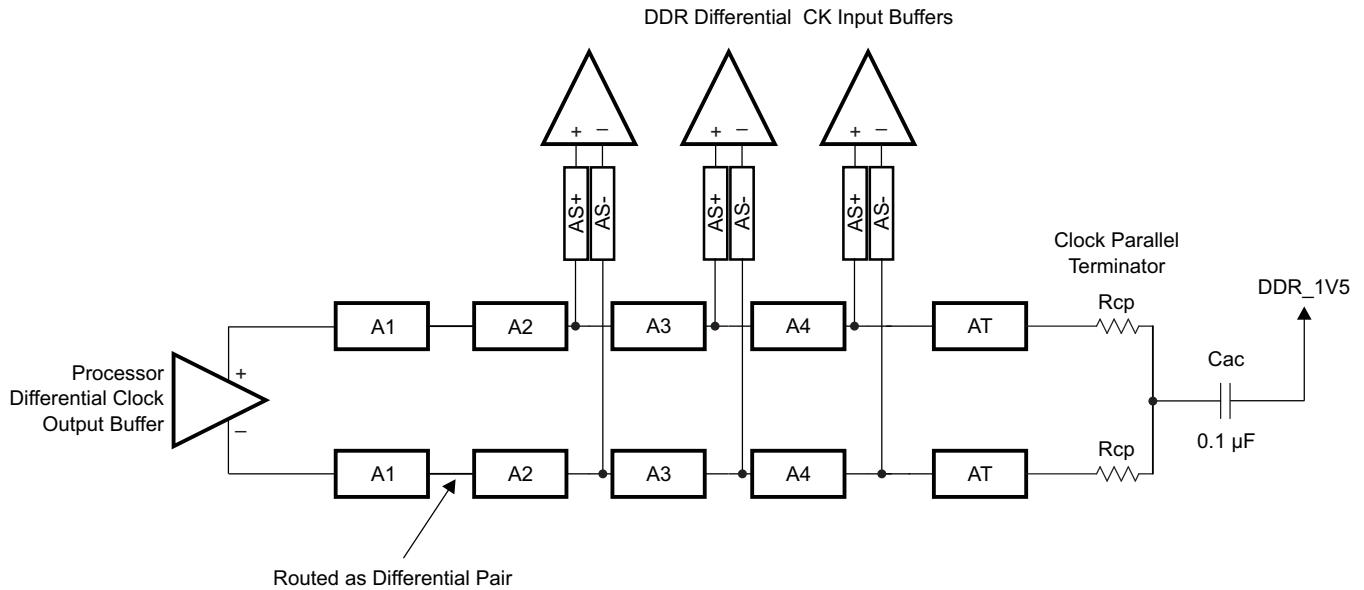 DDR Differential CK Input Buffers
+ –
+ –
+ –
AS+
AS-
AS+
AS-
AS+
AS-
Clock Parallel
Terminator
DDR_1V5
Rcp
A1
A2
A3
A4
AT
Cac
Processor
Differential Clock
Output Buffer
+
–
0.1 µF
Rcp
A1
A2
A3
A4
AT
Routed as Differential Pair